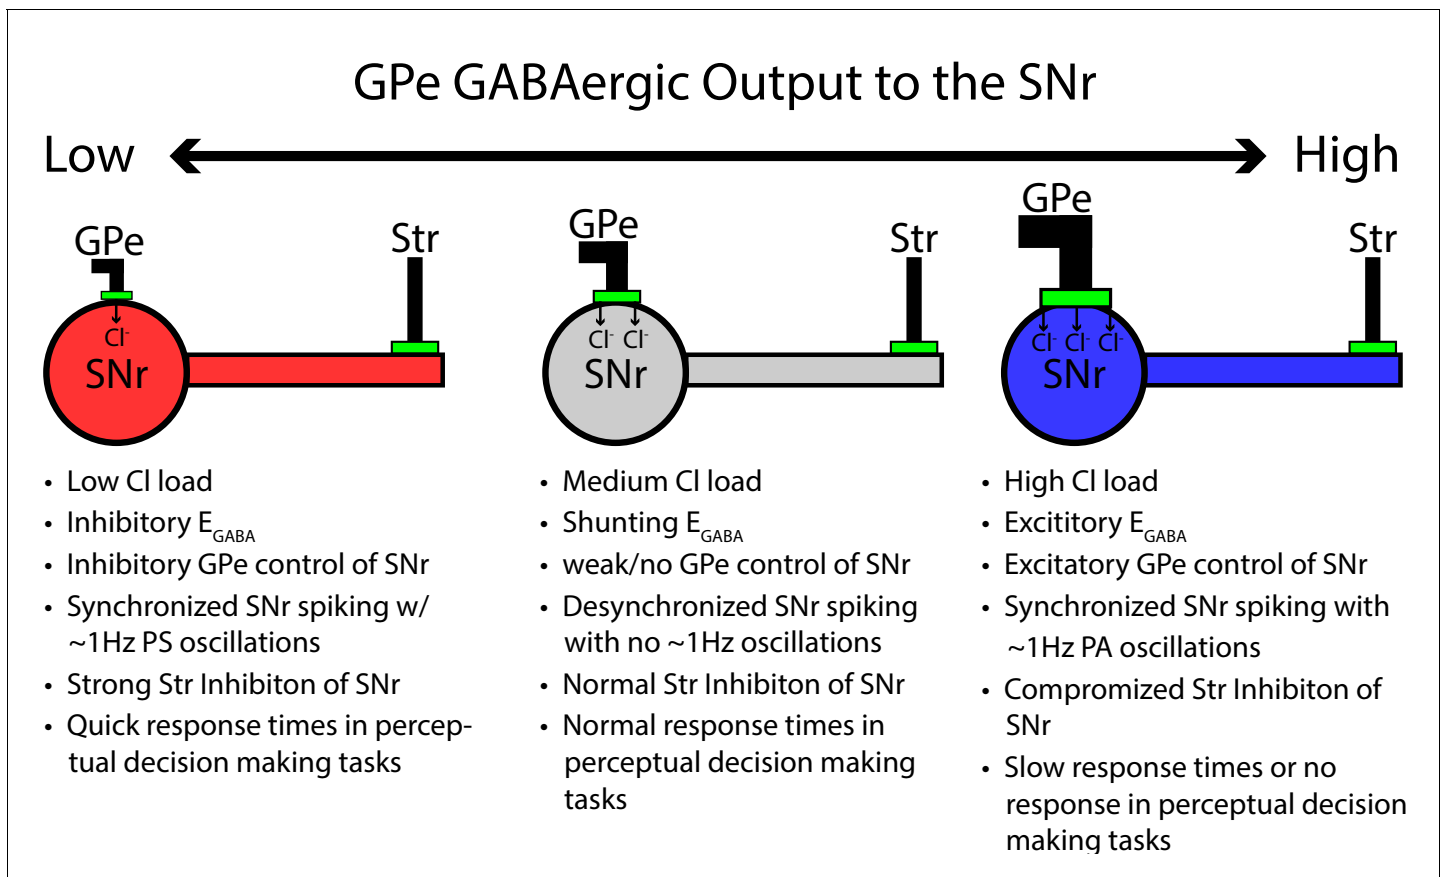 GPe GABAergic Output to the SNr
Low
High
GPe
Str
Cl-
SNr
GPe
Str
Cl- Cl-
SNr
GPe
Str
Cl- Cl- Cl-
SNr
• Low Cl load
• Inhibitory EGABA
• Inhibitory GPe control of SNr
• Synchronized SNr spiking w/
~1Hz PS oscillations
• Strong Str Inhibiton of SNr
• Quick response times in percep-
tual decision making tasks
• Medium Cl load
• Shunting EGABA
• weak/no GPe control of SNr
• Desynchronized SNr spiking
with no ~1Hz oscillations
• Normal Str Inhibiton of SNr
• Normal response times in
perceptual decision making
tasks
• High Cl load
• Excititory EGABA
• Excitatory GPe control of SNr
• Synchronized SNr spiking with
~1Hz PA oscillations
• Compromized Str Inhibiton of
SNr
• Slow response times or no
response in perceptual decision
making tasks